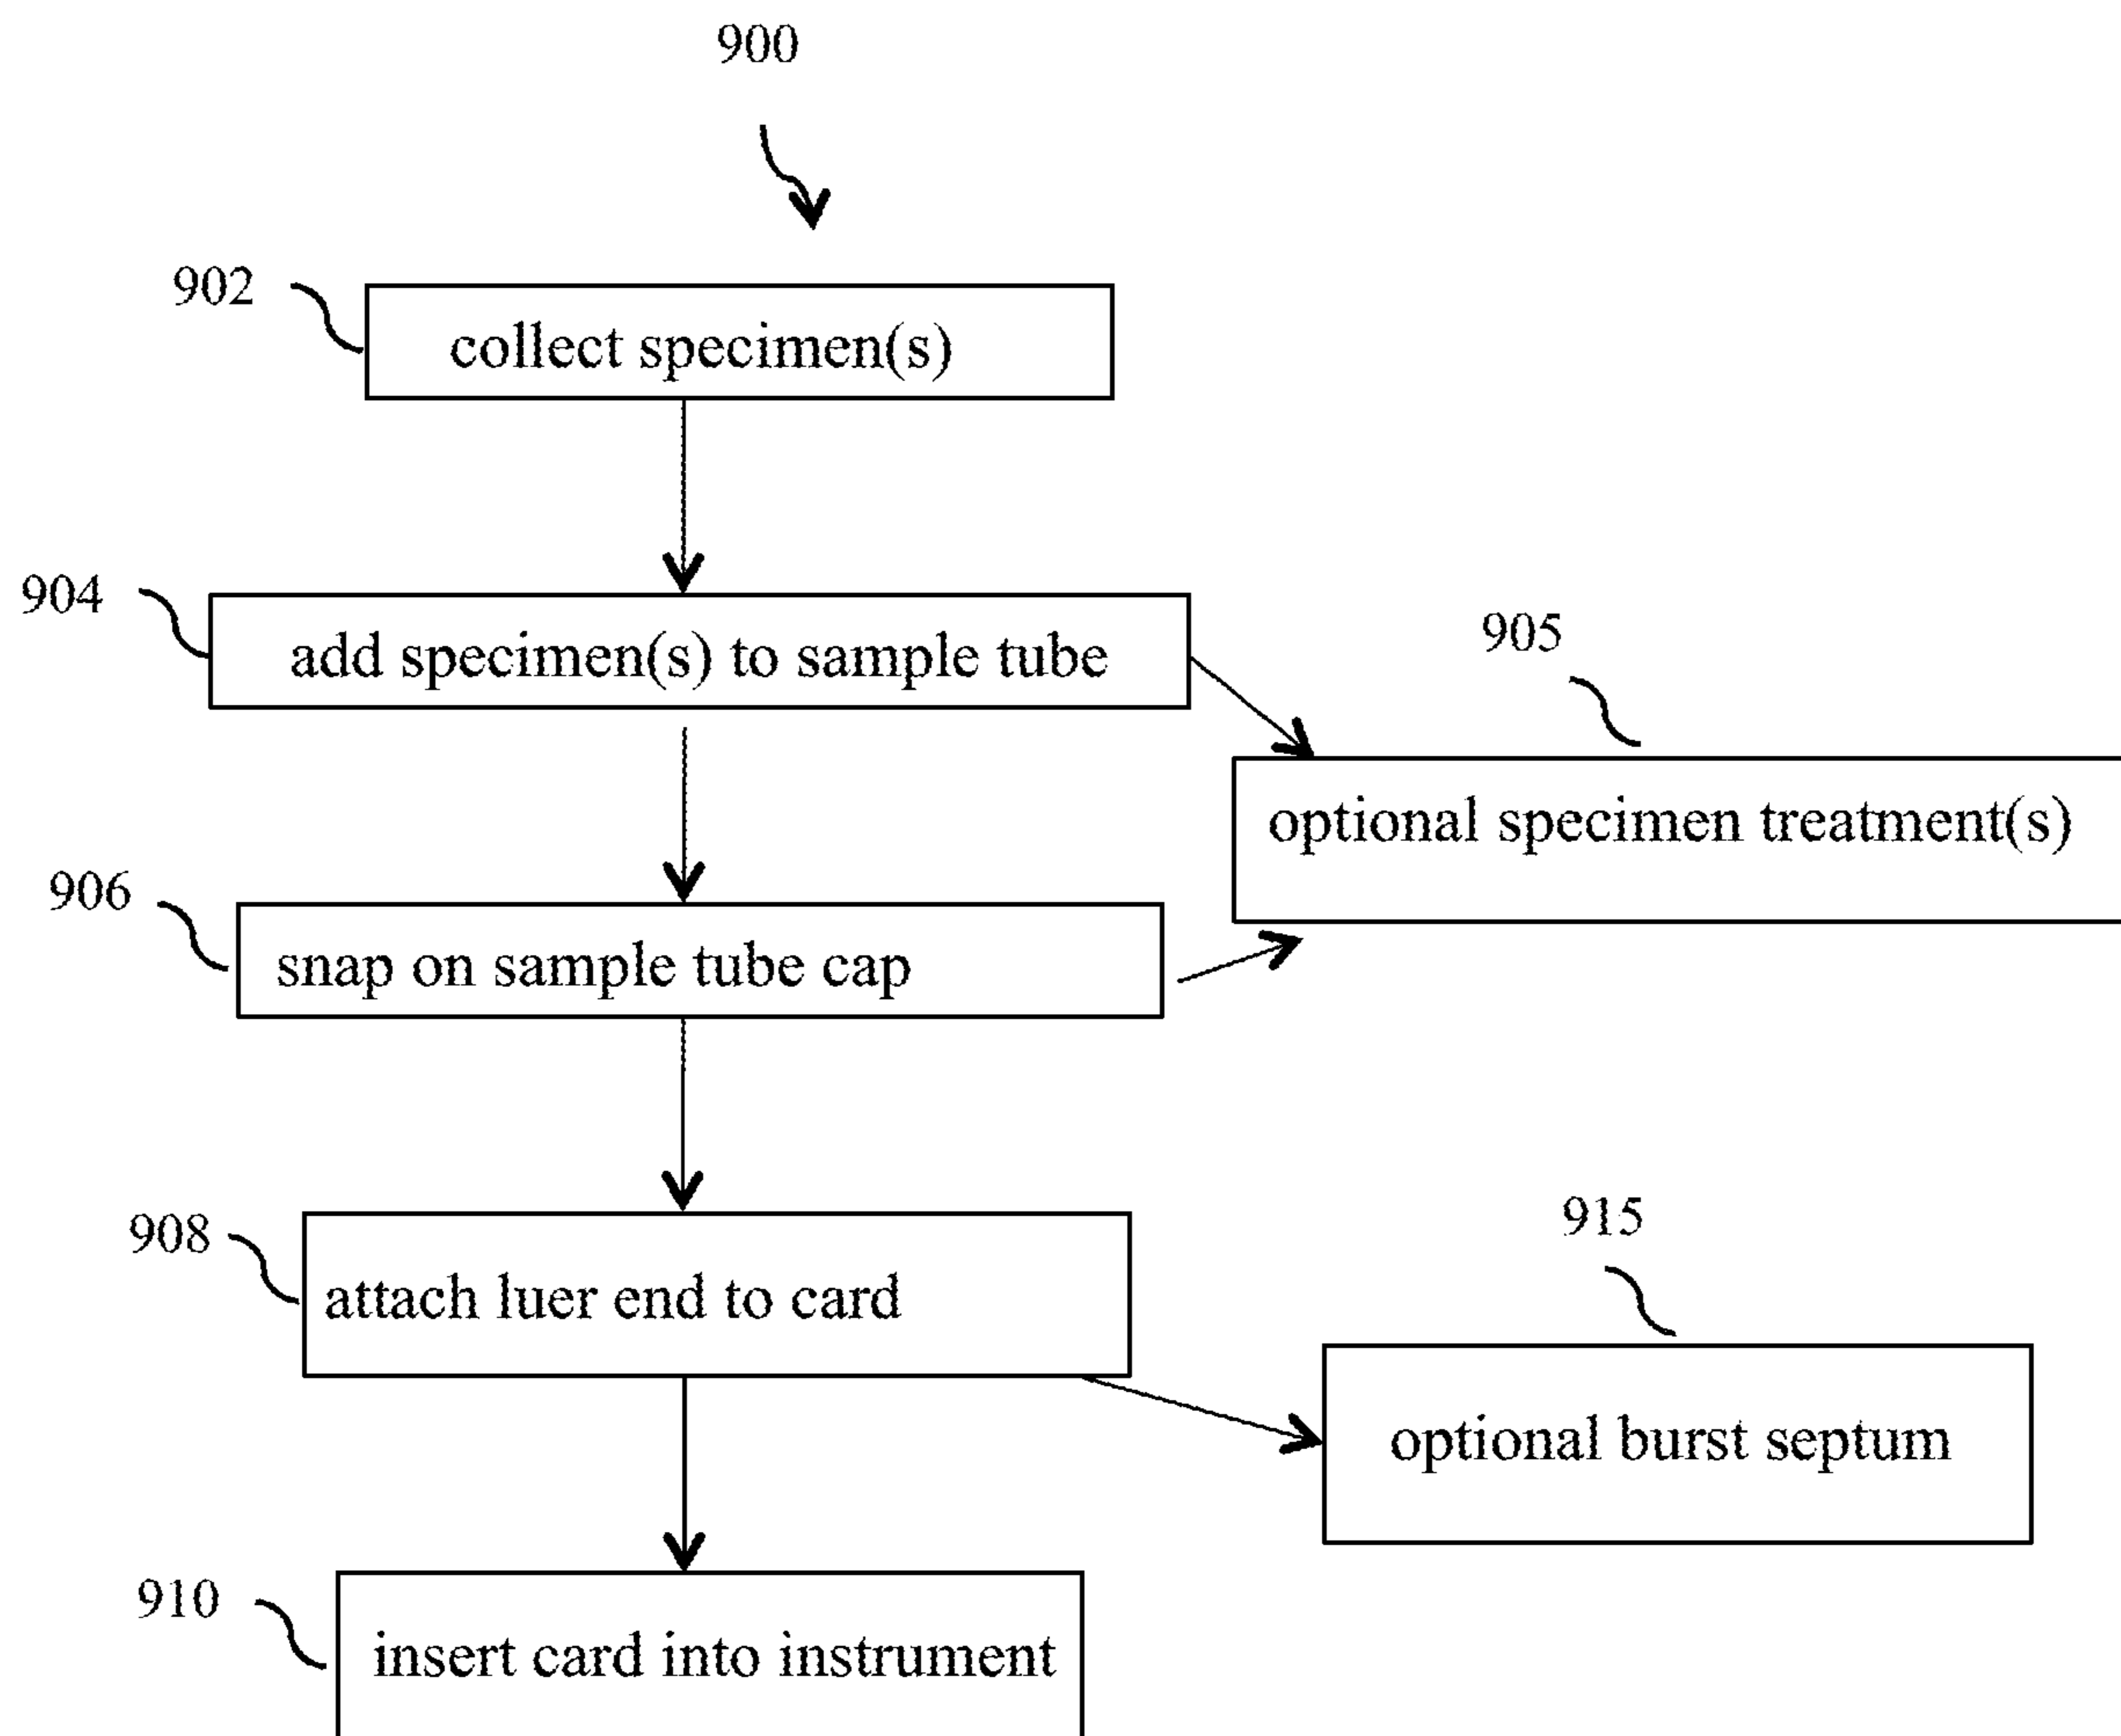 900
902
collect specimen(s)
904
add specimen(s) to sample tube
905
optional specimen treatment(s)
906
snap on sample tube cap
908
attach luer end to card
915
optional burst septum
910
insert card into instrument